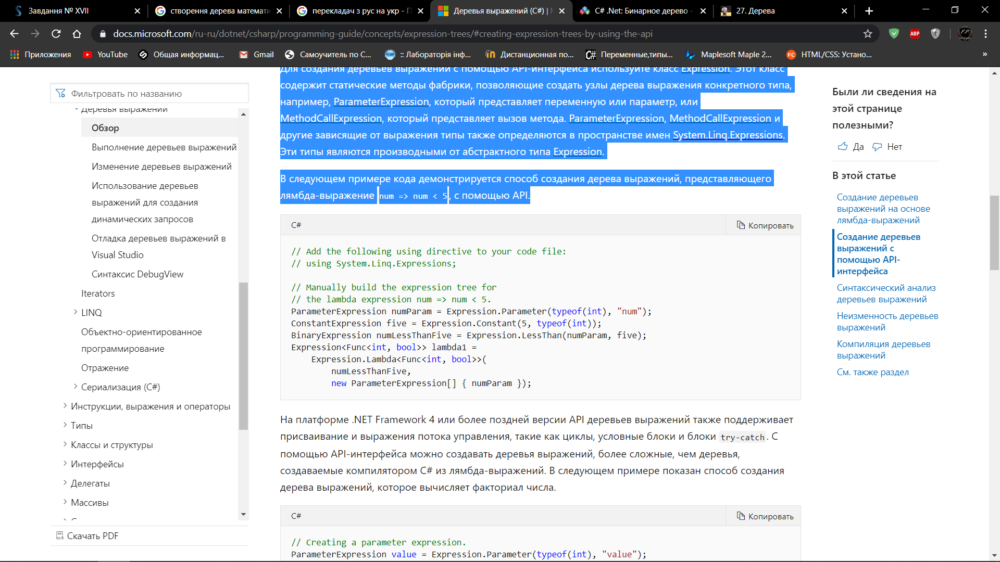 Завдання № XVII
створення дерева математи
перекладач з рус на укр - П
Деревья выражений (C#) | M
C# .Net: Бинарное дерево -
27. Дерева
docs.microsoft.com/ru-ru/dotnet/csharp/programming-guide/concepts/expression-trees/#creating-expression-trees-by-using-the-api
ABP
F.P.
Приложения
YouTube
Общая информац...
Gmail
Самоучитель по C...
:: Лабораторія інф...
Дистанционная по...
C#
Переменные,типы...
Maplesoft Maple 2...
FC
HTML/CSS: Устано...
»
Фильтровать по названию
Деревья выражений
Обзор
Выполнение деревьев выражений
Изменение деревьев выражений
Использование деревьев
выражений для создания
динамических запросов
Отладка деревьев выражений в
Visual Studio
Синтаксис DebugView
Iterators
LINQ
Объектно-ориентированное
программирование
Отражение
Сериализация (C#)
Инструкции, выражения и операторы
Типы
Классы и структуры
Интерфейсы
Делегаты
Массивы
Скачать PDF
Для создания деревьев выражений с помощью API-интерфейса используйте класс Expression. Этот класс
содержит статические методы фабрики, позволяющие создать узлы дерева выражения конкретного типа,
например, ParameterExpression, который представляет переменную или параметр, или
MethodCallExpression, который представляет вызов метода. ParameterExpression, MethodCallExpression и
другие зависящие от выражения типы также определяются в пространстве имен System.Linq.Expressions.
Эти типы являются производными от абстрактного типа Expression.
В следующем примере кода демонстрируется способ создания дерева выражений, представляющего
лямбда-выражение num => num < 5, с помощью API.
C#
Копировать
// Add the following using directive to your code file:
// using System.Linq.Expressions;
// Manually build the expression tree for
// the lambda expression num => num < 5.
ParameterExpression numParam = Expression.Parameter(typeof(int), "num");
ConstantExpression five = Expression.Constant(5, typeof(int));
BinaryExpression numLessThanFive = Expression.LessThan(numParam, five);
Expression<Func<int, bool>> lambda1 =
Expression.Lambda<Func<int, bool>>(
numLessThanFive,
new ParameterExpression[] { numParam });
На платформе .NET Framework 4 или более поздней версии API деревьев выражений также поддерживает
присваивание и выражения потока управления, такие как циклы, условные блоки и блоки try-catch. С
помощью API-интерфейса можно создавать деревья выражений, более сложные, чем деревья,
создаваемые компилятором C# из лямбда-выражений. В следующем примере показан способ создания
дерева выражений, которое вычисляет факториал числа.
C#
Копировать
// Creating a parameter expression.
ParameterExpression value = Expression.Parameter(typeof(int), "value");
Были ли сведения на
этой странице
полезными?
Да
Нет
В этой статье
Создание деревьев
выражений на основе
лямбда-выражений
Создание деревьев
выражений с
помощью API-
интерфейса
Синтаксический анализ
деревьев выражений
Неизменность деревьев
выражений
Компиляция деревьев
выражений
См. также раздел